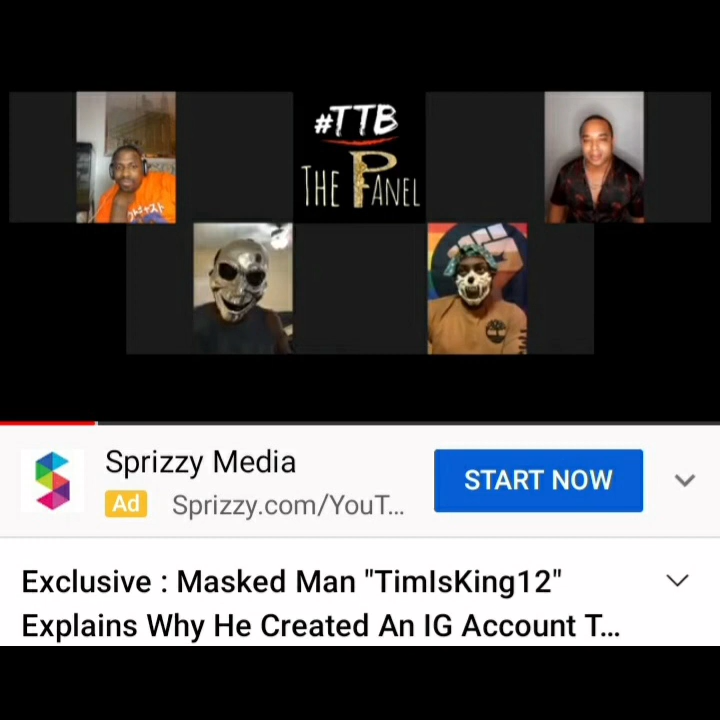 #TTB
THE PANEL
Sprizzy Media
START NOW
Ad Sprizzy.com/YouT...
Exclusive : Masked Man "TimIsKing12"
Explains Why He Created An IG Account T...